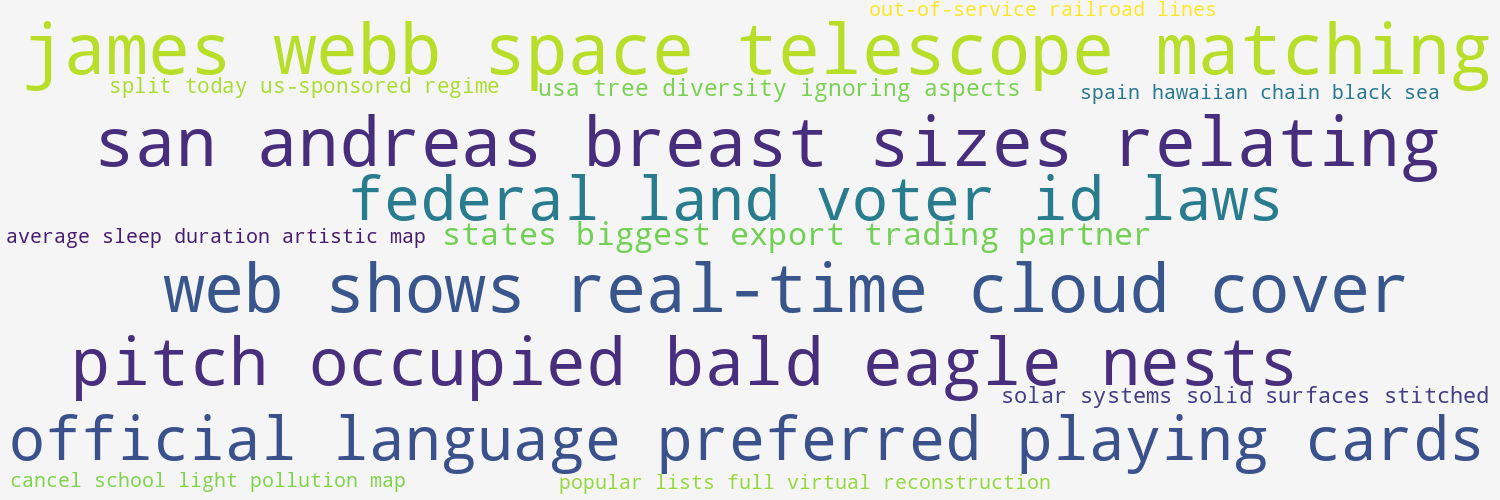 out-of-service railroad lines
james webb space telescope matching
split today us-sponsored regime
usa tree diversity ignoring aspects
spain hawaiian chain black sea
san andreas breast sizes relating
federal land voter id laws
average sleep duration artistic map
states biggest export trading partner
web shows real-time cloud cover
pitch occupied bald eagle nests
solar systems solid surfaces stitched
official language preferred playing cards
cancel school light pollution map
popular lists full virtual reconstruction